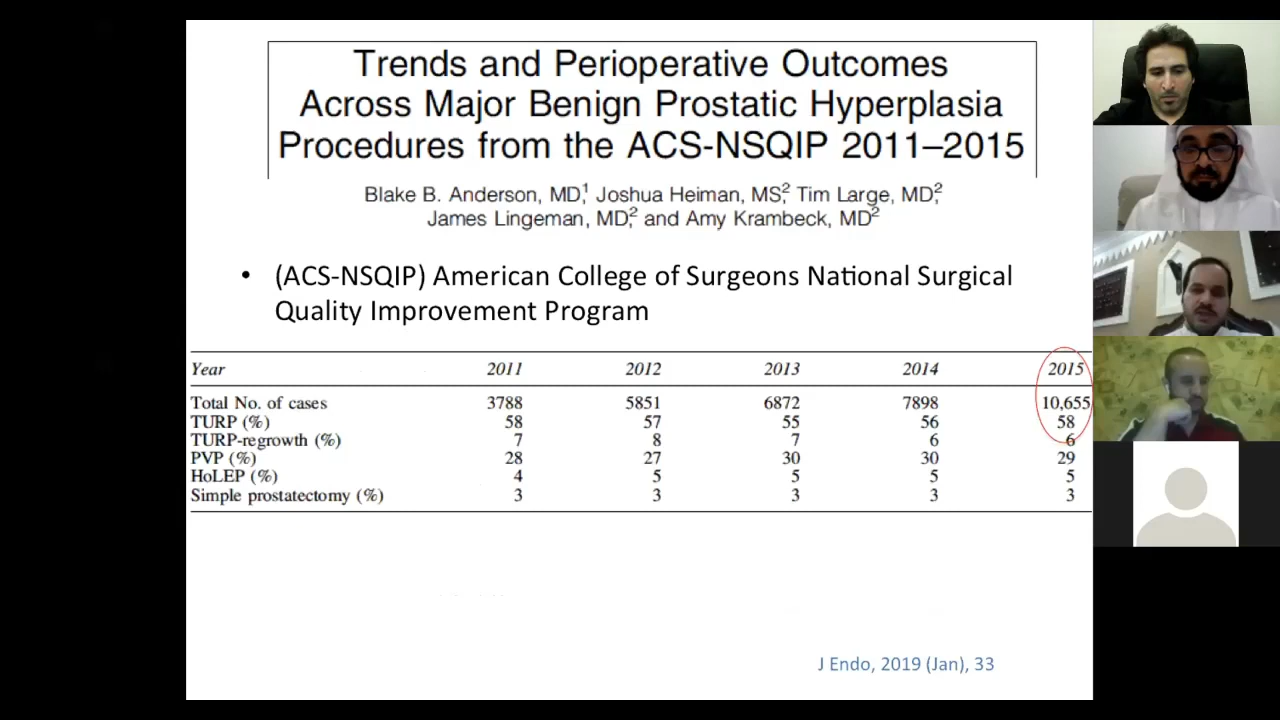 Trends and Perioperative Outcomes
Across Major Benign Prostatic Hyperplasia
Procedures from the ACS-NSQIP 2011–2015
Blake B. Anderson, MD,1 Joshua Heiman, MS,2 Tim Large, MD,2
James Lingeman, MD,2 and Amy Krambeck, MD2
• (ACS-NSQIP) American College of Surgeons National Surgical
Quality Improvement Program
Year 2011 2012 2013 2014 2015
Total No. of cases 3788 5851 6872 7898 10,655
TURP (%) 58 57 55 56 58
TURP-regrowth (%) 7 8 7 6 6
PVP (%) 28 27 30 30 29
HoLEP (%) 4 5 5 5 5
Simple prostatectomy (%) 3 3 3 3 3
J Endo, 2019 (Jan), 33